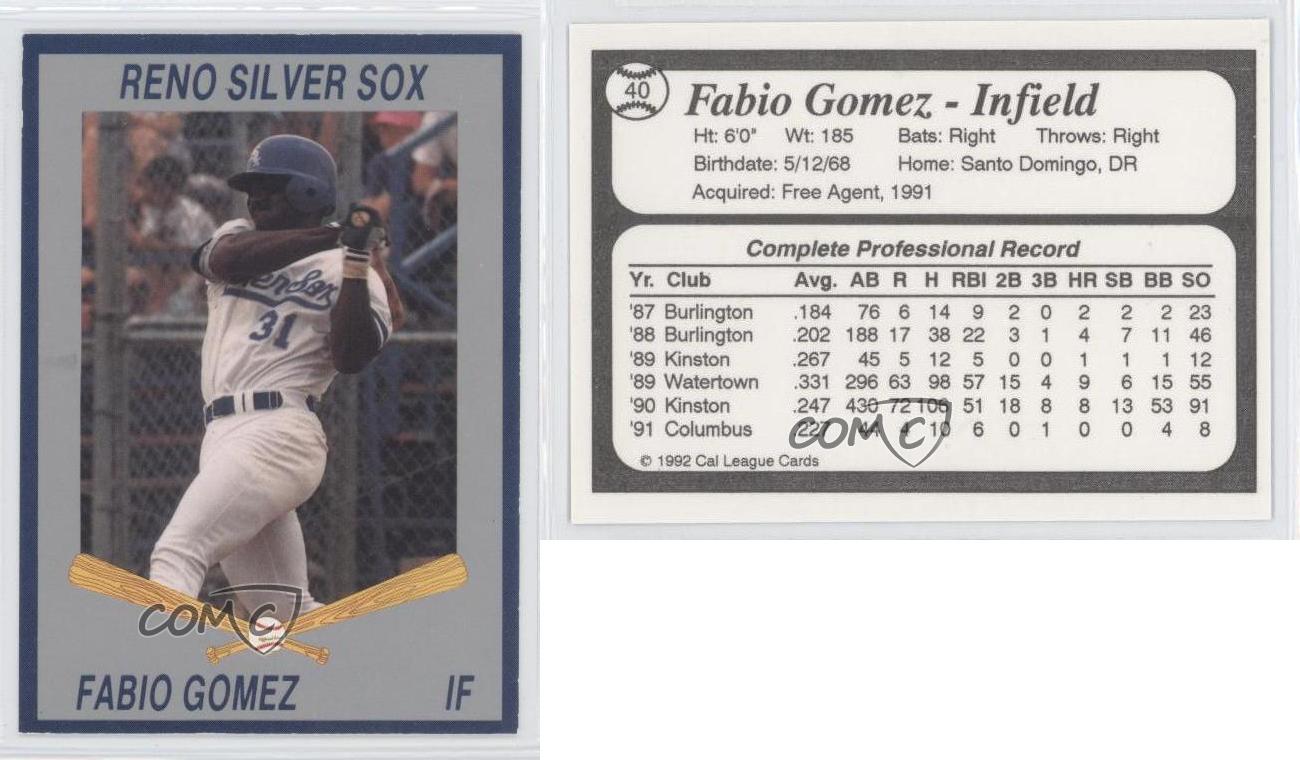 RENO SILVER SOX
31
COMC
FABIO GOMEZ IF
40
Fabio Gomez - Infield
Ht: 6'0" Wt: 185 Bats: Right Throws: Right
Birthdate: 5/12/68 Home: Santo Domingo, DR
Acquired: Free Agent, 1991
Complete Professional Record
Yr. Club Avg. AB R H RBI 2B 3B HR SB BB SO
'87 Burlington .184 76 6 14 9 2 0 2 2 2 23
'88 Burlington .202 188 17 38 22 3 1 4 7 11 46
'89 Kinston .267 45 5 12 5 0 0 1 1 1 12
'89 Watertown .331 296 63 98 57 15 4 9 6 15 55
'90 Kinston .247 430 72 106 51 18 8 8 13 53 91
'91 Columbus .227 44 4 10 6 0 1 0 0 4 8
COMC
© 1992 Cal League Cards